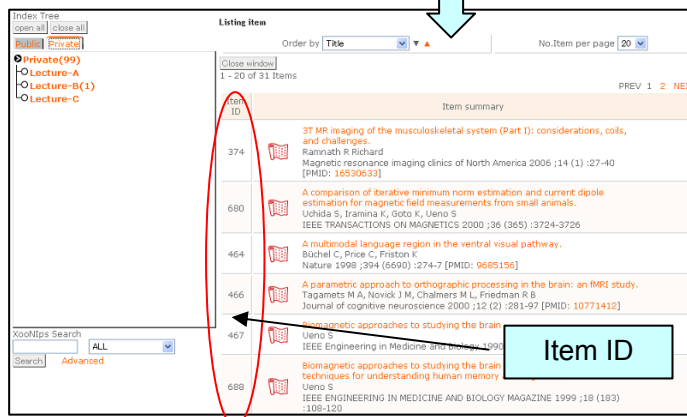 Index Tree
open all close all
Public Private
Private(99)
Lecture-A
Lecture-B(1)
Lecture-C
XooNIps Search
ALL
Search Advanced
Listing item
Order by Title ▼ ▲ No.Item per page 20
Close window
1 - 20 of 31 Items
PREV 1 2 NEX
Item ID
Item summary
374
3T MR imaging of the musculoskeletal system (Part I): considerations, coils,
and challenges.
Ramnath R Richard
Magnetic resonance imaging clinics of North America 2006 ;14 (1) :27-40
[PMID: 16530633]
680
A comparison of iterative minimum norm estimation and current dipole
estimation for magnetic field measurements from small animals.
Uchida S, Iramina K, Goto K, Ueno S
IEEE TRANSACTIONS ON MAGNETICS 2000 ;36 (365) :3724-3726
464
A multimodal language region in the ventral visual pathway.
Büchel C, Price C, Friston K
Nature 1998 ;394 (6690) :274-7 [PMID: 9685156]
466
A parametric approach to orthographic processing in the brain: an fMRI study.
Tagamets M A, Novick J M, Chalmers M L, Friedman R B
Journal of cognitive neuroscience 2000 ;12 (2) :281-97 [PMID: 10771412]
467
Biomagnetic approaches to studying the brain
Ueno S
IEEE Engineering in Medicine and Biology 1990
688
Biomagnetic approaches to studying the brain
techniques for understanding human memory
Ueno S
IEEE ENGINEERING IN MEDICINE AND BIOLOGY MAGAZINE 1999 ;18 (183)
:108-120
Item ID